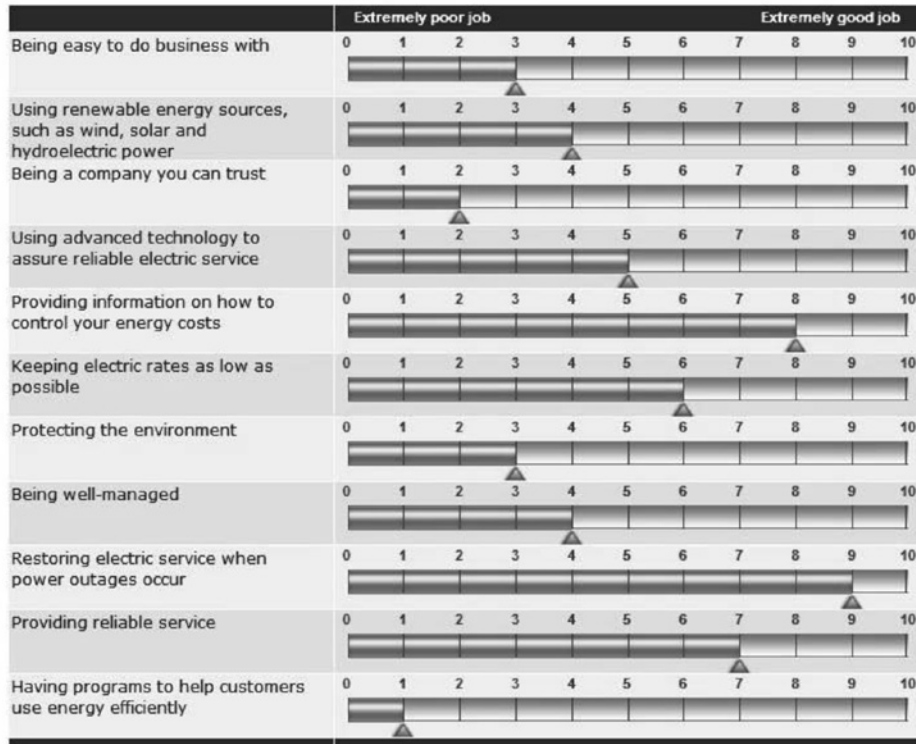 Extremely poor job Extremely good job
Being easy to do business with
0 1 2 3 4 5 6 7 8 9 10
Using renewable energy sources,
such as wind, solar and
hydroelectric power
0 1 2 3 4 5 6 7 8 9 10
Being a company you can trust
0 1 2 3 4 5 6 7 8 9 10
Using advanced technology to
assure reliable electric service
0 1 2 3 4 5 6 7 8 9 10
Providing information on how to
control your energy costs
0 1 2 3 4 5 6 7 8 9 10
Keeping electric rates as low as
possible
0 1 2 3 4 5 6 7 8 9 10
Protecting the environment
0 1 2 3 4 5 6 7 8 9 10
Being well-managed
0 1 2 3 4 5 6 7 8 9 10
Restoring electric service when
power outages occur
0 1 2 3 4 5 6 7 8 9 10
Providing reliable service
0 1 2 3 4 5 6 7 8 9 10
Having programs to help customers
use energy efficiently
0 1 2 3 4 5 6 7 8 9 10